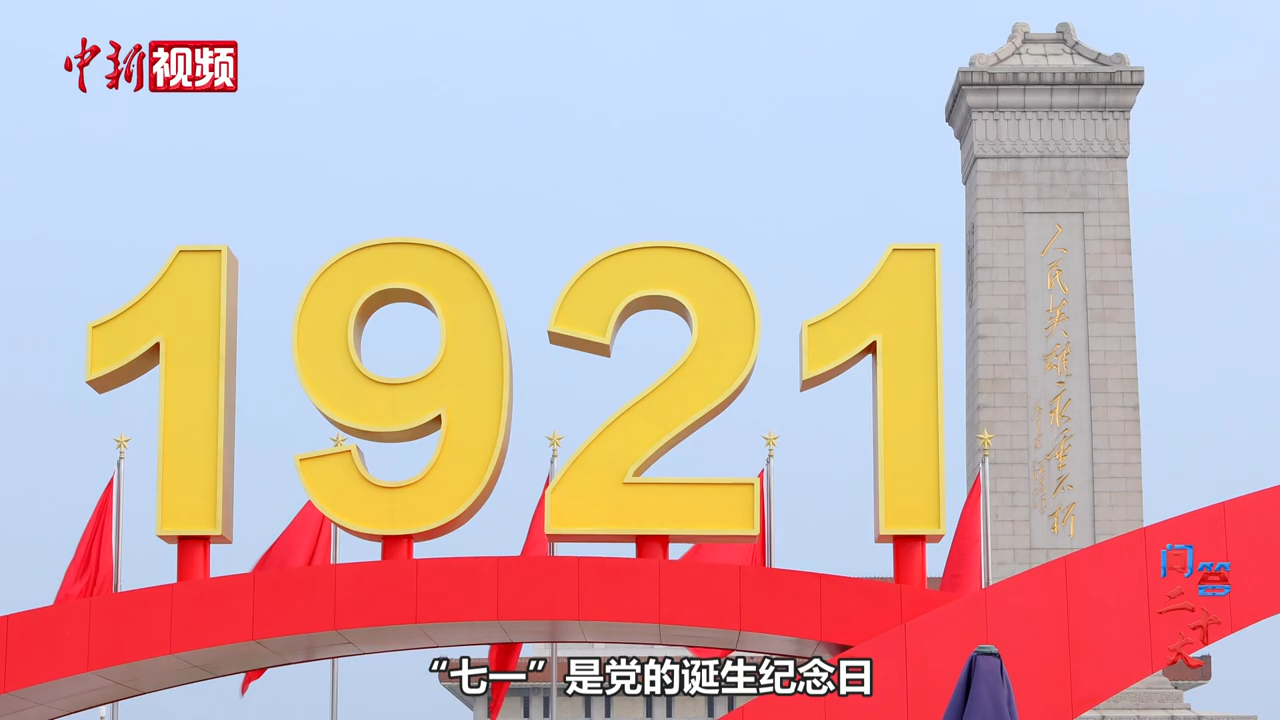 中新视频
1921
人民英雄永垂不朽
问答
二十大
“七一”是党的诞生纪念日